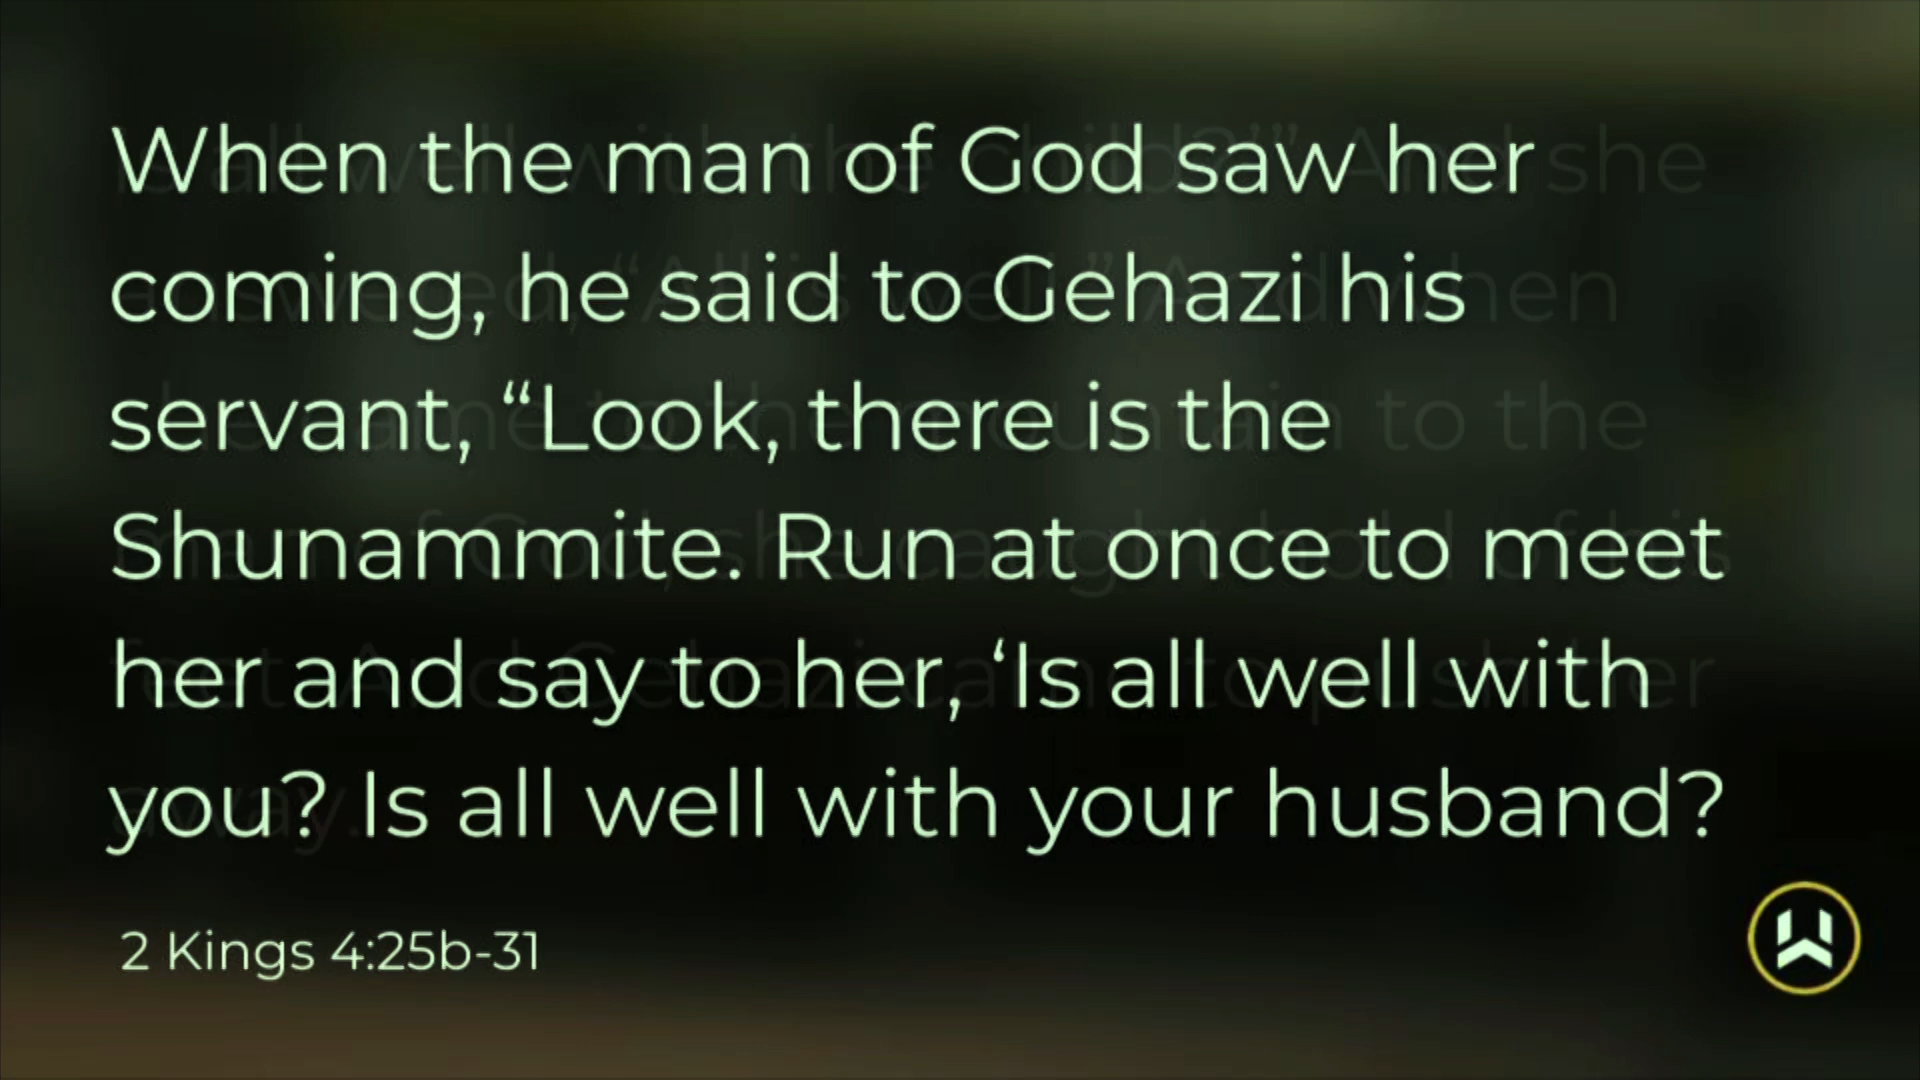 When the man of God saw her
coming, he said to Gehazi his
servant, “Look, there is the
Shunammite. Run at once to meet
her and say to her, ‘Is all well with
you? Is all well with your husband?
2 Kings 4:25b-31